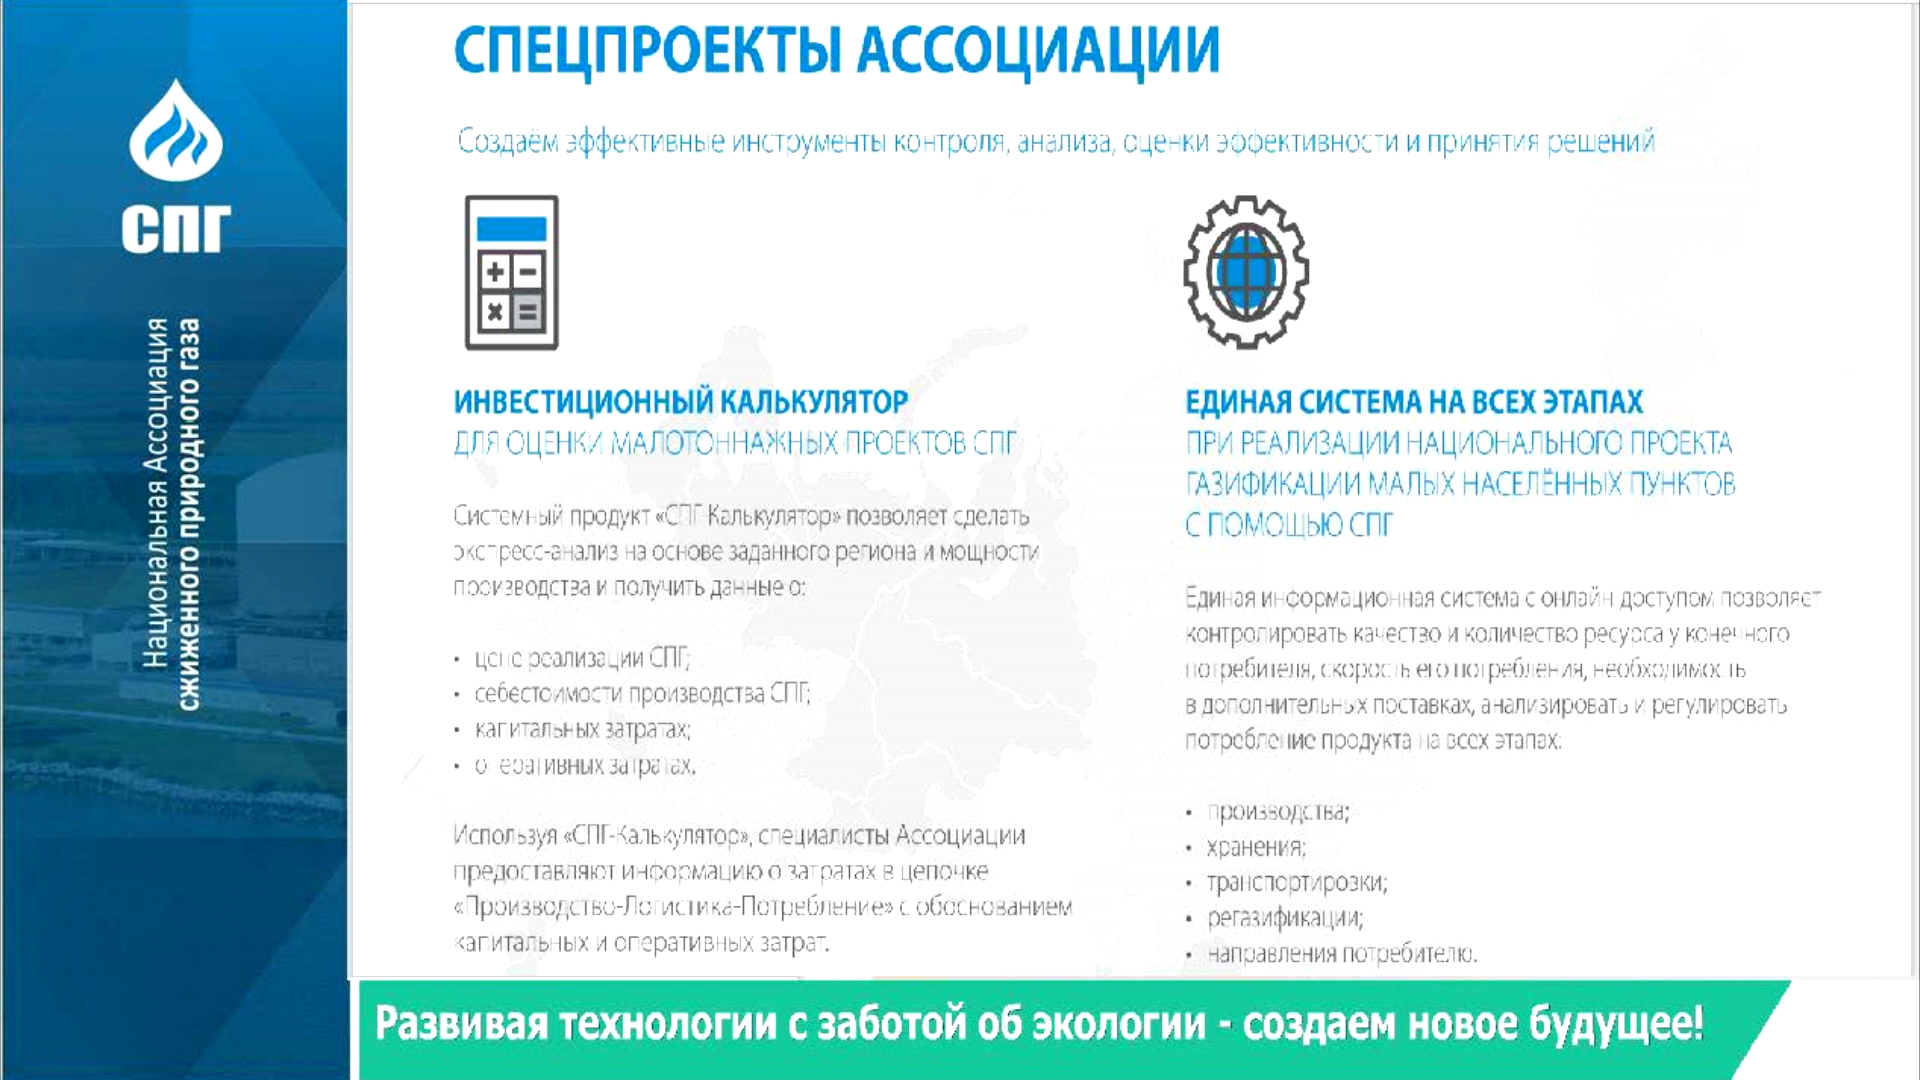 СПГ
Национальная Ассоциация
сжиженного природного газа
СПЕЦПРОЕКТЫ АССОЦИАЦИИ
Создаём эффективные инструменты контроля, анализа, оценки эффективности и принятия решений
ИНВЕСТИЦИОННЫЙ КАЛЬКУЛЯТОР
ДЛЯ ОЦЕНКИ МАЛОТОННАЖНЫХ ПРОЕКТОВ СПГ
Системный продукт «СПГ-Калькулятор» позволяет сделать
экспресс-анализ на основе заданного региона и мощности
производства и получить данные о:
• цене реализации СПГ;
• себестоимости производства СПГ;
• капитальных затратах;
• оперативных затратах.
Используя «СПГ-Калькулятор», специалисты Ассоциации
предоставляют информацию о затратах в цепочке
«Производство-Логистика-Потребление» с обоснованием
капитальных и оперативных затрат.
ЕДИНАЯ СИСТЕМА НА ВСЕХ ЭТАПАХ
ПРИ РЕАЛИЗАЦИИ НАЦИОНАЛЬНОГО ПРОЕКТА
ГАЗИФИКАЦИИ МАЛЫХ НАСЕЛЁННЫХ ПУНКТОВ
С ПОМОЩЬЮ СПГ
Единая информационная система с онлайн доступом позволяет
контролировать качество и количество ресурса у конечного
потребителя, скорость его потребления, необходимость
в дополнительных поставках, анализировать и регулировать
потребление продукта на всех этапах:
• производства;
• хранения;
• транспортировки;
• регазификации;
• направления потребителю.
Развивая технологии с заботой об экологии - создаем новое будущее!